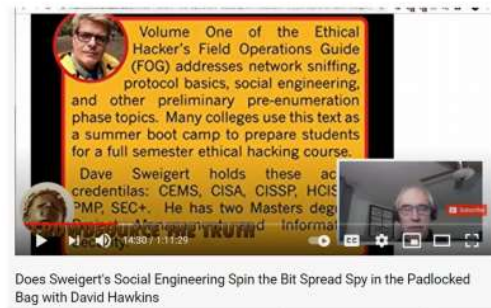 Volume One of the Ethical
Hacker's Field Operations Guide
(FOG) addresses network sniffing,
protocol basics, social engineering,
and other preliminary pre-enumeration
phase topics. Many colleges use this text as
a summer boot camp to prepare students
for a full semester ethical hacking course.
Dave Sweigert holds these
credentilas: CEMS, CISA, CISSP, HCIS
PMP, SEC+. He has two Masters
TRUTH
14:30 / 1:11:29
CC
Does Sweigert's Social Engineering Spin the Bit Spread Spy in the Padlocked
Bag with David Hawkins